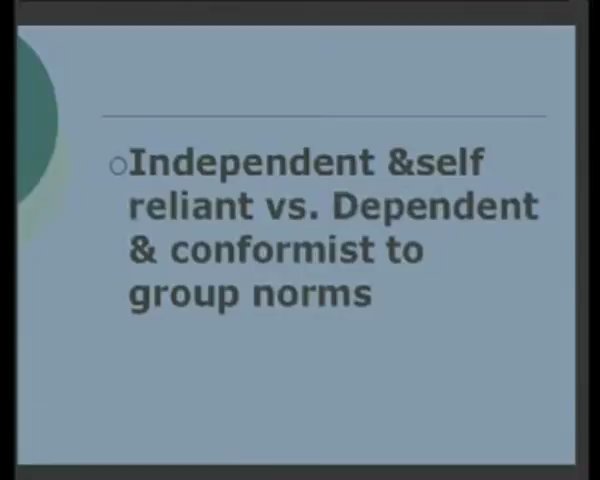 Independent &self
reliant vs. Dependent
& conformist to
group norms